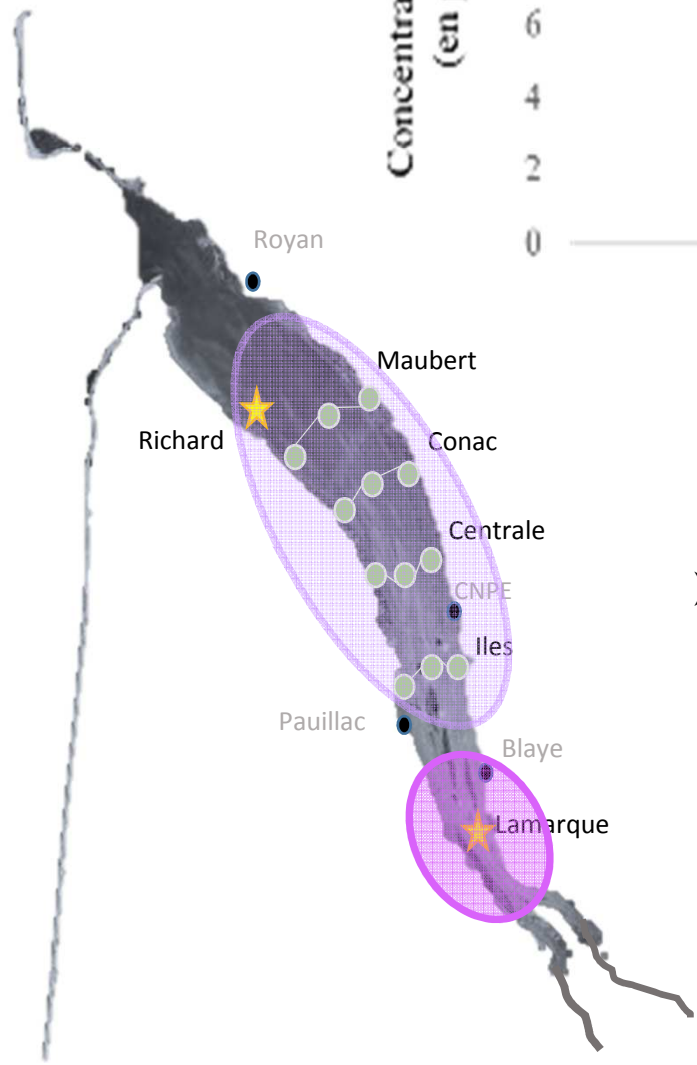 Concentra
(en
6
4
2
0
Royan
Maubert
Richard
Conac
Centrale
CNPE
Iles
Pauillac
Blaye
Lamarque